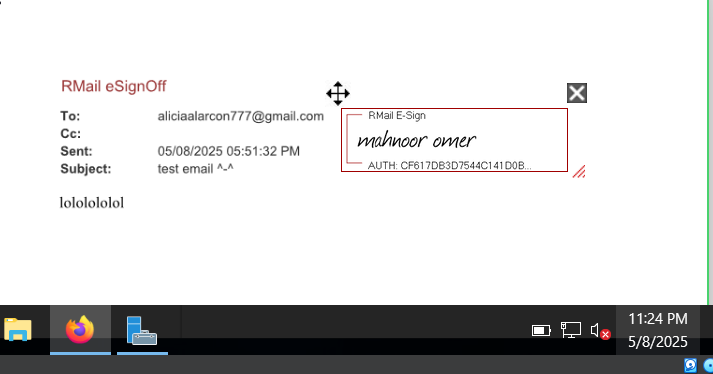 RMail eSignOff
To: aliciaalarcon777@gmail.com
Cc:
Sent: 05/08/2025 05:51:32 PM
Subject: test email ^-^
lolololololol
RMail E-Sign
mahnoor omer
AUTH: CF617DB3D7544C141D0B...
11:24 PM
5/8/2025